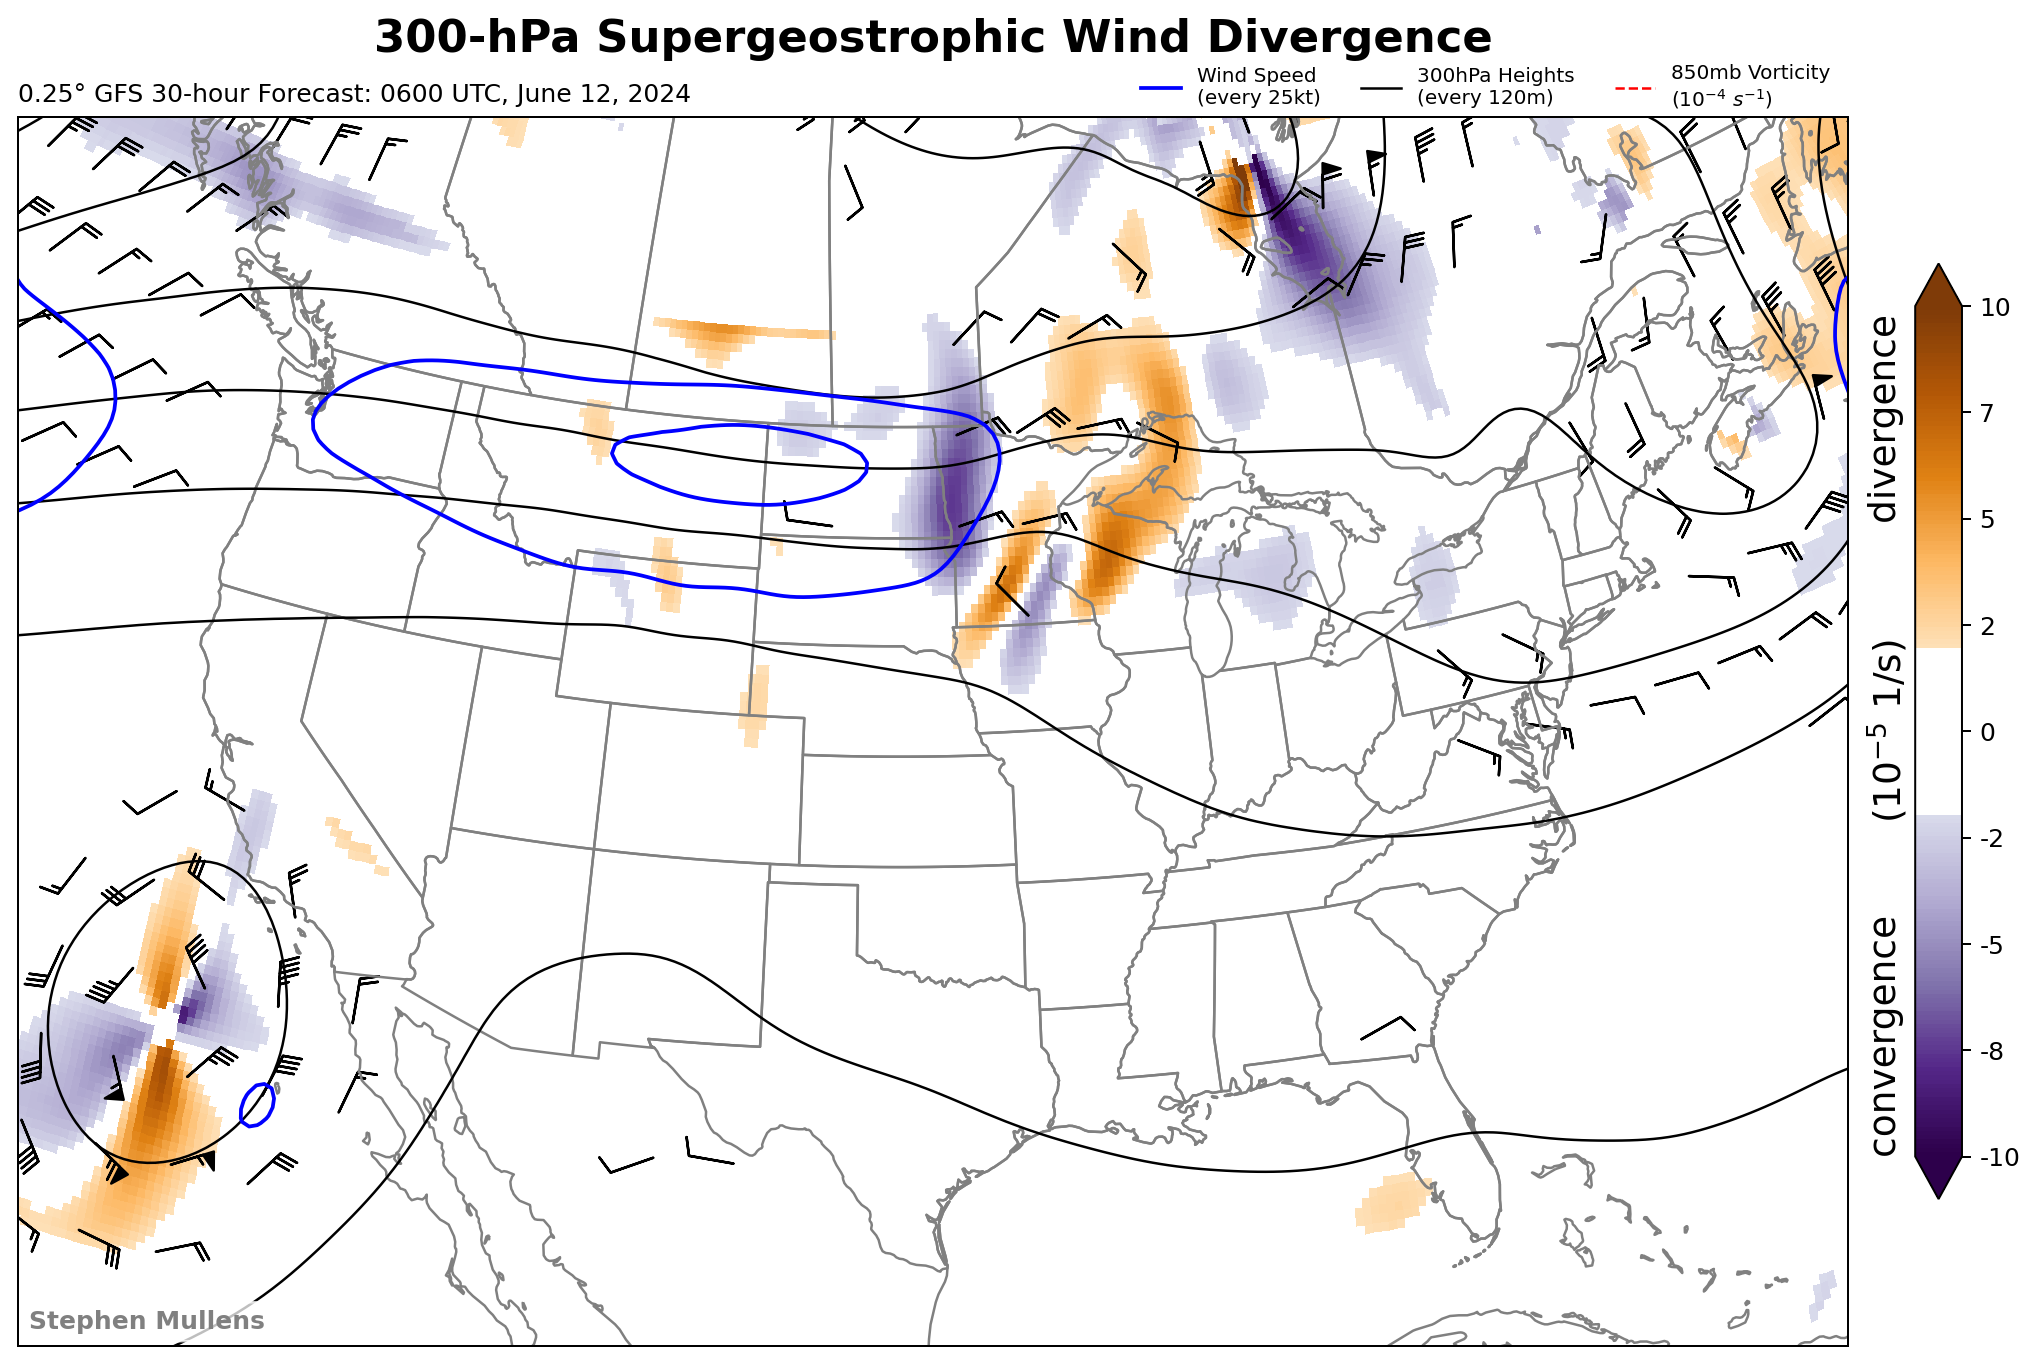 300-hPa Supergeostrophic Wind Divergence
0.25° GFS 30-hour Forecast: 0600 UTC, June 12, 2024
Wind Speed
(every 25kt)
300hPa Heights
(every 120m)
850mb Vorticity
(10⁻⁴ s⁻¹)
10
7
5
2
0
-2
-5
-8
-10
convergence (10⁻⁵ 1/s) divergence
Stephen Mullens